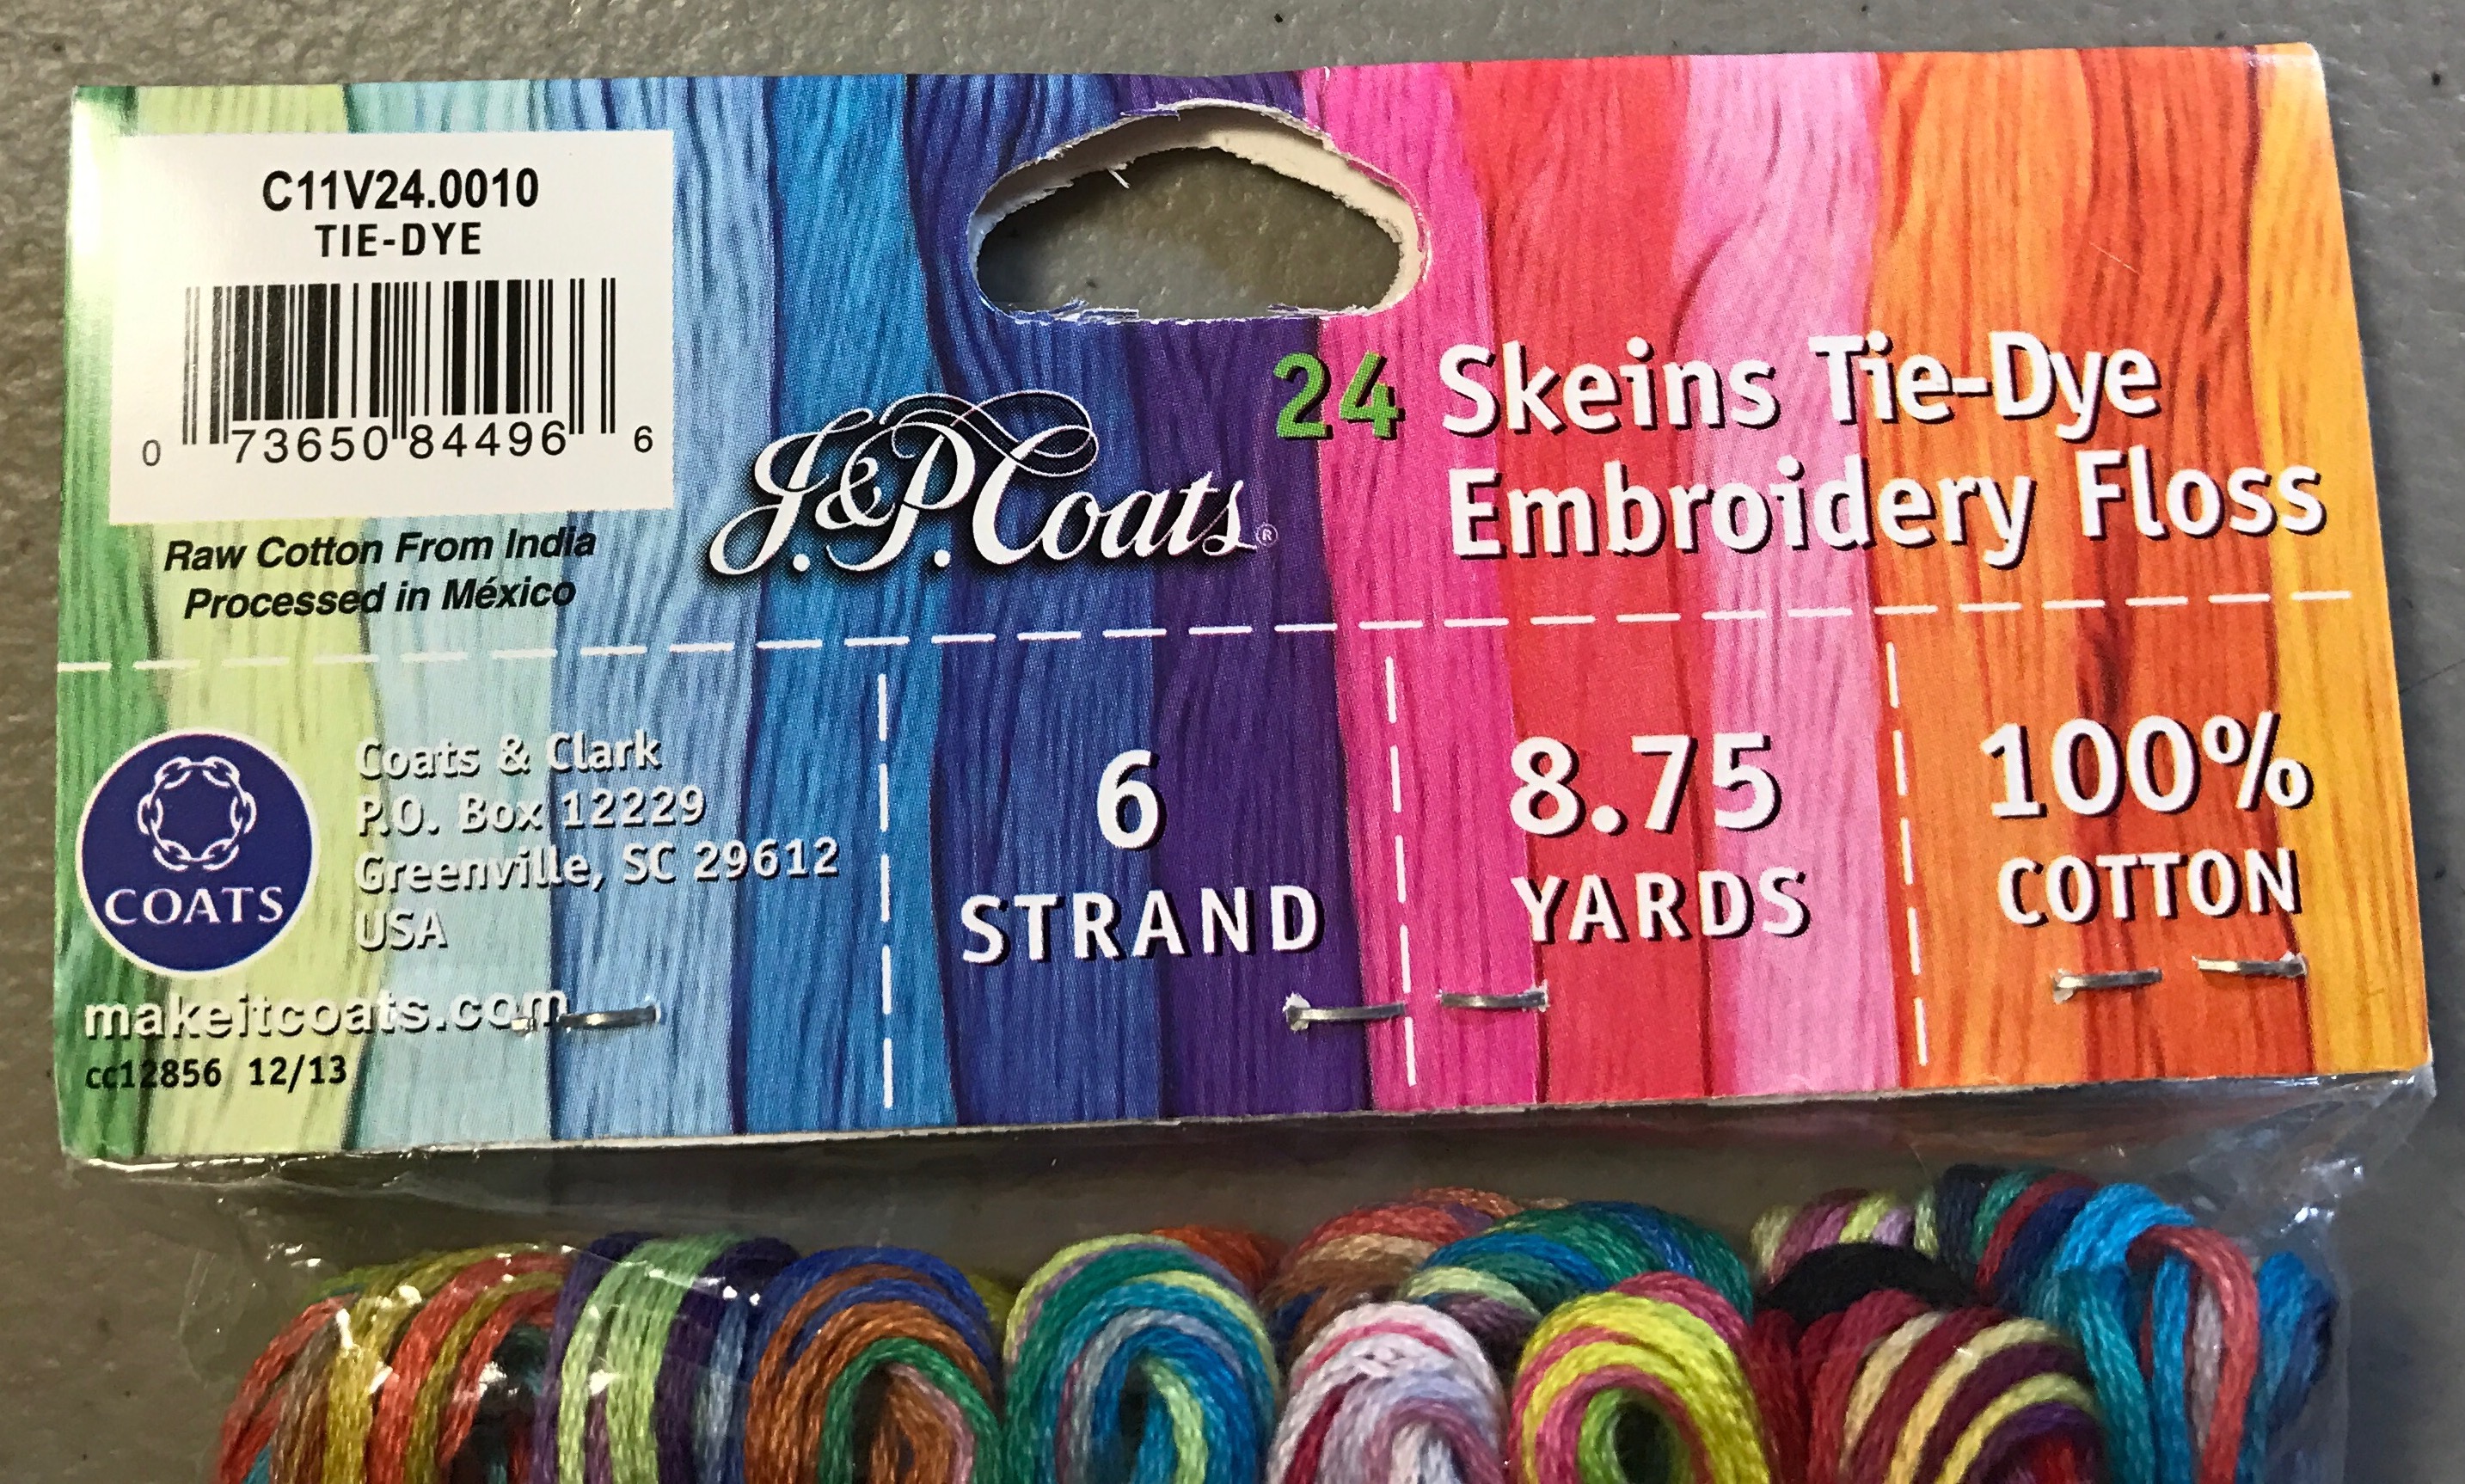 C11V24.0010
TIE-DYE
0 73650 84496 6
Raw Cotton From India
Processed in México
J.&P. Coats®
24 Skeins Tie-Dye
Embroidery Floss
COATS
Coats & Clark
P.O. Box 12229
Greenville, SC 29612
USA
makeitcoats.com
cc12856 12/13
6
STRAND
8.75
YARDS
100%
COTTON